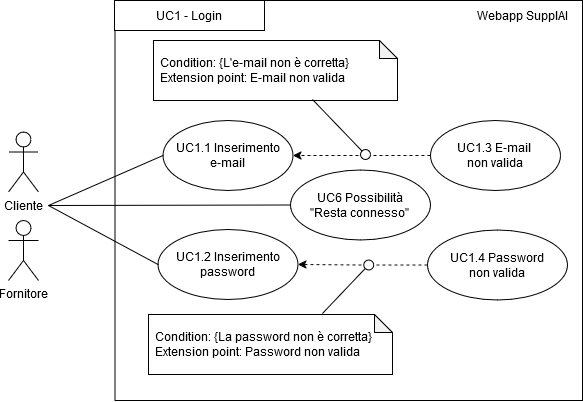 UC1 - Login
Webapp SupplAI
Condition: {L'e-mail non è corretta}
Extension point: E-mail non valida
UC1.1 Inserimento
e-mail
UC1.3 E-mail
non valida
Cliente
UC6 Possibilità
"Resta connesso"
UC1.2 Inserimento
password
UC1.4 Password
non valida
Fornitore
Condition: {La password non è corretta}
Extension point: Password non valida